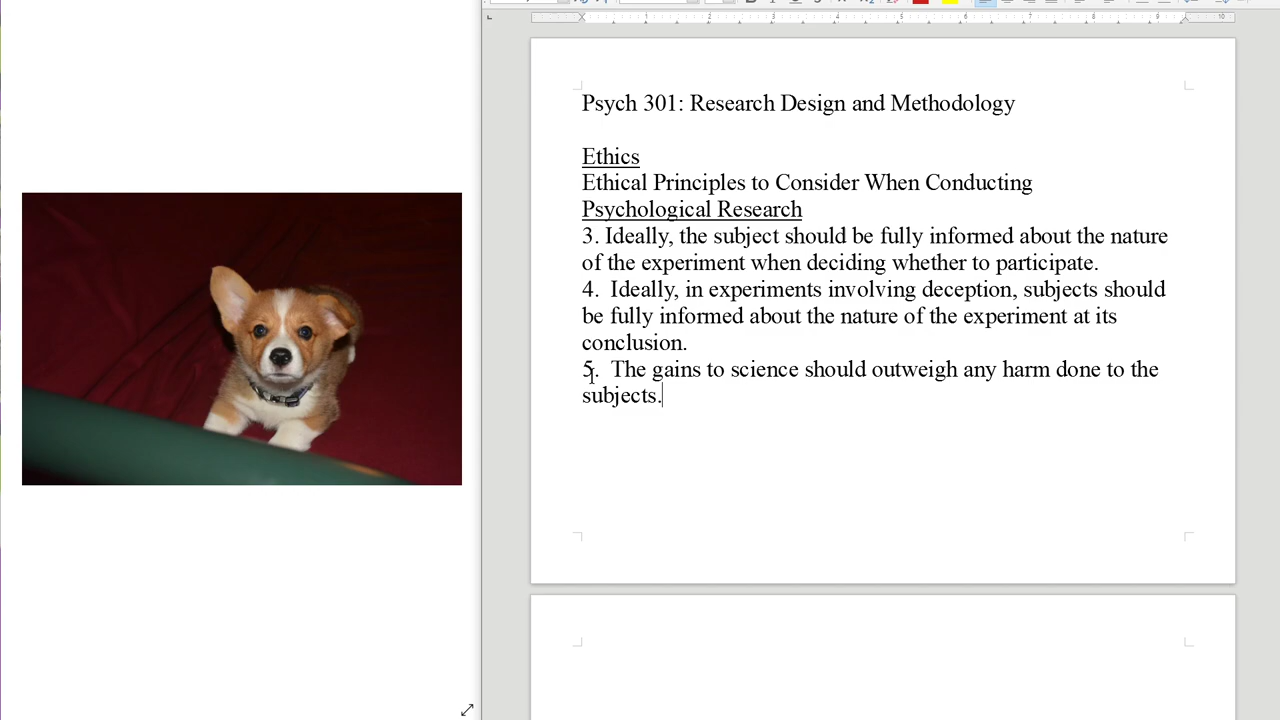 Psych 301: Research Design and Methodology
Ethics
Ethical Principles to Consider When Conducting
Psychological Research
3. Ideally, the subject should be fully informed about the nature
of the experiment when deciding whether to participate.
4.  Ideally, in experiments involving deception, subjects should
be fully informed about the nature of the experiment at its
conclusion.
5.  The gains to science should outweigh any harm done to the
subjects.